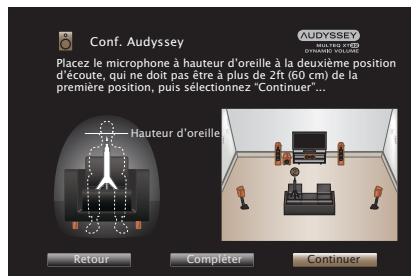 Conf. Audyssey
AUDYSSEY
MULTEQ XT32
DYNAMIC VOLUME
Placez le microphone à hauteur d'oreille à la deuxième position
d'écoute, qui ne doit pas être à plus de 2ft (60 cm) de la
première position, puis sélectionnez “Continuer”...
Hauteur d'oreille
Retour
Compléter
Continuer